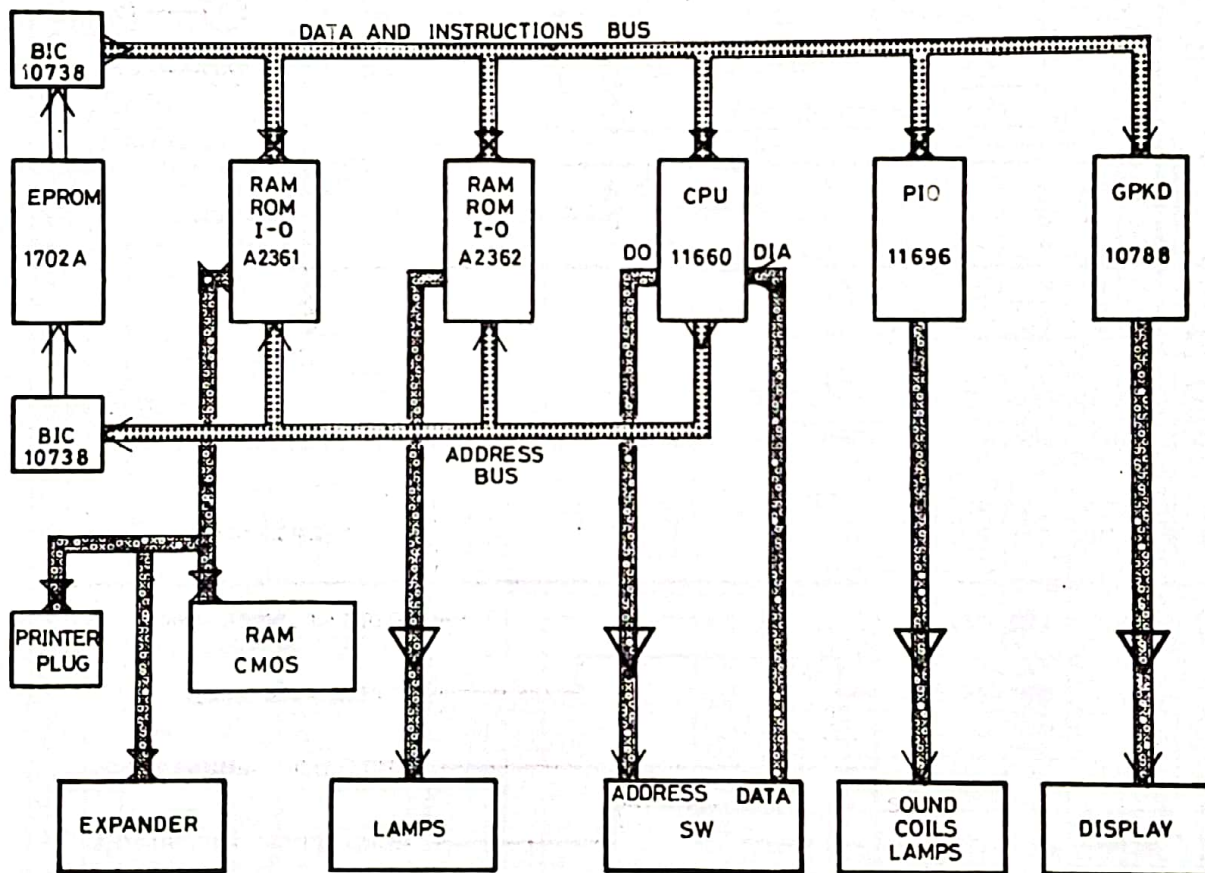 DATA AND INSTRUCTIONS BUS
BIC
10738
EPROM
1702A
BIC
10738
RAM
ROM
I-O
A2361
RAM
ROM
I-O
A2362
CPU
11660
DO
DIA
PIO
11696
GPKD
10788
ADDRESS
BUS
PRINTER
PLUG
RAM
CMOS
EXPANDER
LAMPS
ADDRESS DATA
SW
OUND
COILS
LAMPS
DISPLAY